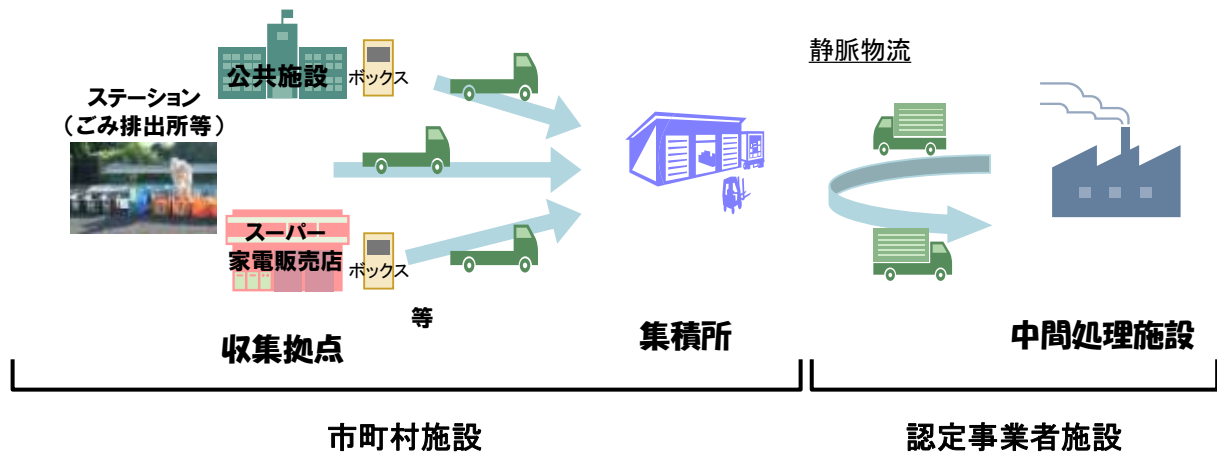 静脈物流
公共施設
ボックス
ステーション
(ごみ排出所等)
スーパー
家電販売店
ボックス
等
収集拠点
集積所
中間処理施設
市町村施設
認定事業者施設